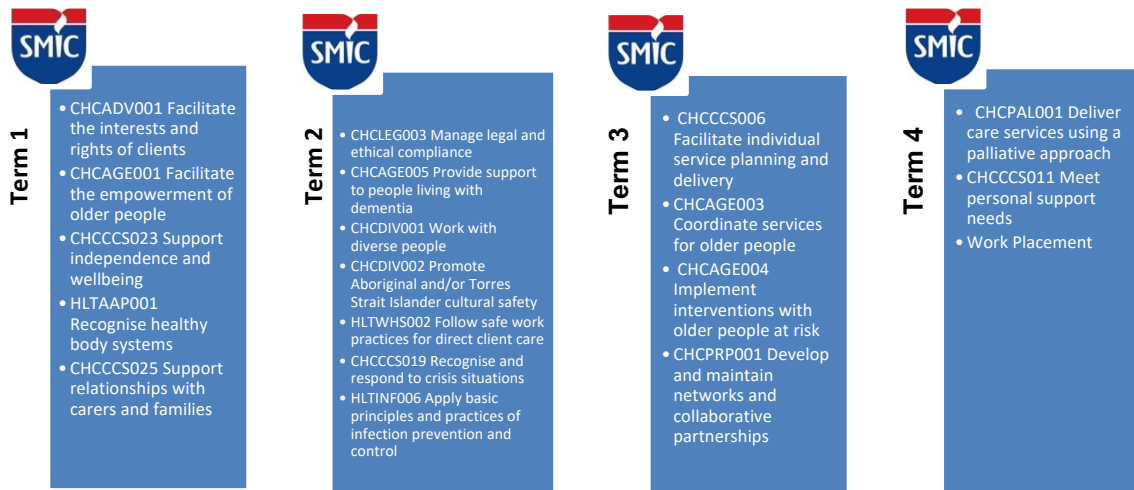 SMIC
Term 1
• CHCADV001 Facilitate
the interests and
rights of clients
• CHCAGE001 Facilitate
the empowerment of
older people
• CHCCCS023 Support
independence and
wellbeing
• HLTAAP001
Recognise healthy
body systems
• CHCCCS025 Support
relationships with
carers and families
SMIC
Term 2
• CHCLEG003 Manage legal and
ethical compliance
• CHCAGE005 Provide support
to people living with
dementia
• CHCDIV001 Work with
diverse people
• CHCDIV002 Promote
Aboriginal and/or Torres
Strait Islander cultural safety
• HLTWHS002 Follow safe work
practices for direct client care
• CHCCCS019 Recognise and
respond to crisis situations
• HLTINF006 Apply basic
principles and practices of
infection prevention and
control
SMIC
Term 3
• CHCCCS006
Facilitate individual
service planning and
delivery
• CHCAGE003
Coordinate services
for older people
• CHCAGE004
Implement
interventions with
older people at risk
• CHCPRP001 Develop
and maintain
networks and
collaborative
partnerships
SMIC
Term 4
• CHCPAL001 Deliver
care services using a
palliative approach
• CHCCCS011 Meet
personal support
needs
• Work Placement